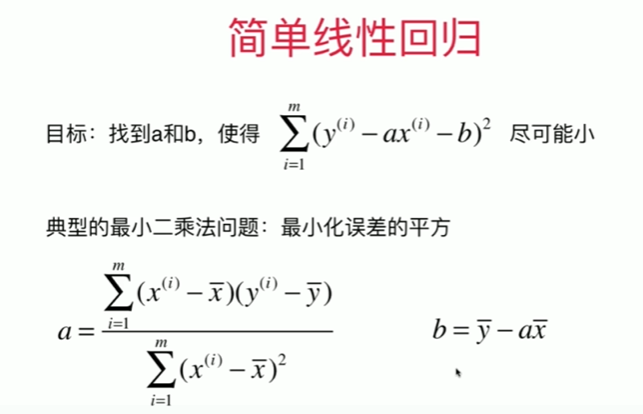 简单线性回归
目标：找到a和b，使得 $\sum_{i=1}^{m}(y^{(i)} - ax^{(i)} - b)^2$ 尽可能小
典型的最小二乘法问题：最小化误差的平方
$a = \frac{\sum_{i=1}^{m}(x^{(i)} - \overline{x})(y^{(i)} - \overline{y})}{\sum_{i=1}^{m}(x^{(i)} - \overline{x})^2}$ $b = \overline{y} - a\overline{x}$